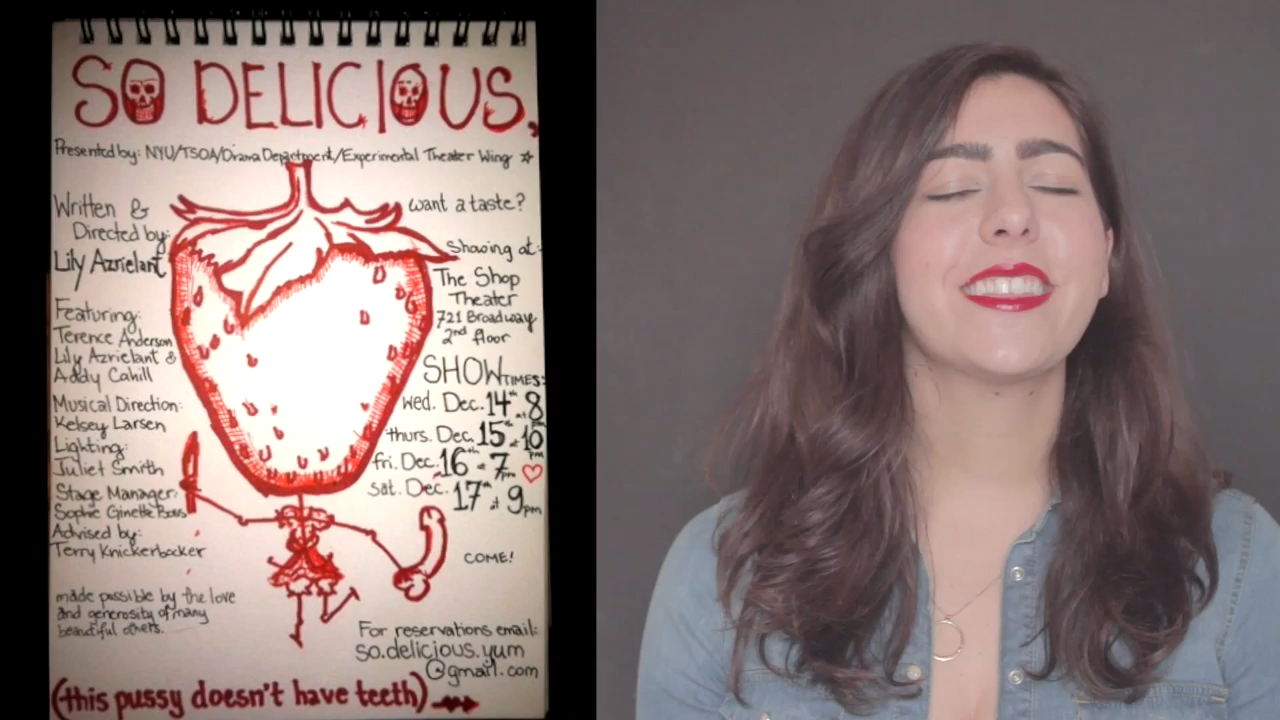 SO DELICIOUS,
Presented by: NYU/TSOA/Drama Department/Experimental Theater Wing ☆
Written &
Directed by:
Lily Azrielant
Featuring:
Terence Anderson
Lily Azrielant &
Addy Cahill
Musical Direction:
Kelsey Larsen
Lighting:
Juliet Smith
Stage Manager:
Sophie Ginette
Advised by:
Terry Knickerbocker
made possible by the love
and generosity of many
beautiful others.
want a taste?
Showing at:
The Shop
Theater
721 Broadway
2nd floor
SHOWTIMES:
Wed. Dec. 14th at 8pm
thurs. Dec. 15th at 10pm
fri. Dec. 16th at 7pm
sat. Dec. 17th at 9pm
COME!
For reservations email:
so.delicious.yum
@gmail.com
(this pussy doesn't have teeth)